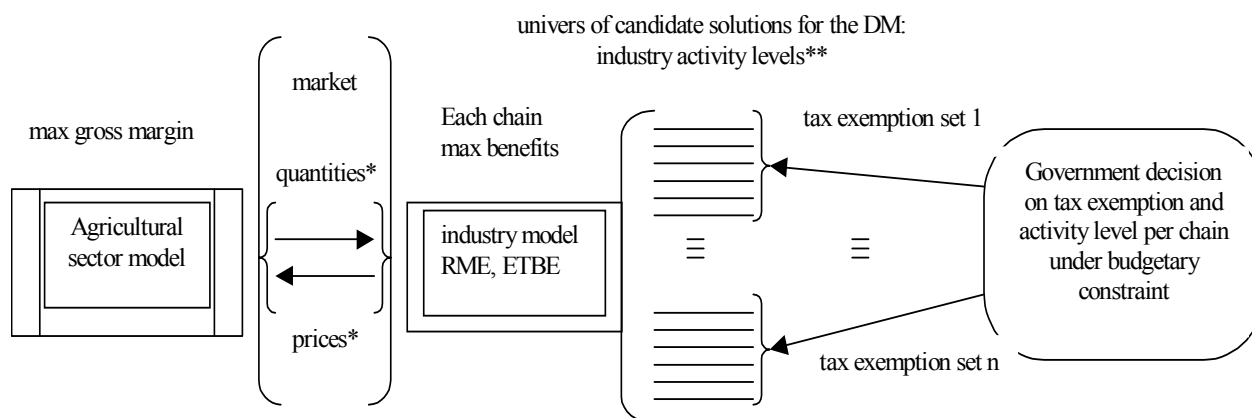 univers of candidate solutions for the DM:
industry activity levels**
market
max gross margin
Each chain
max benefits
tax exemption set 1
quantities*
Agricultural
sector model
industry model
RME, ETBE
Government decision
on tax exemption and
activity level per chain
under budgetary
constraint
prices*
tax exemption set n